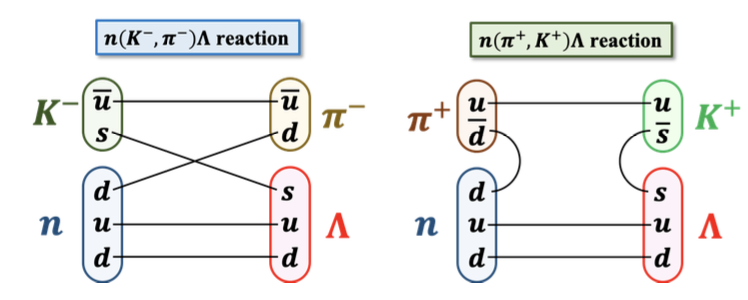 n(K⁻, π⁻)Λ reaction
K⁻
u̅
s
n
d
u
d
u̅
d
π⁻
s
u
d
Λ
n(π⁺, K⁺)Λ reaction
π⁺
u
d̅
n
d
u
d
u
s̅
K⁺
s
u
d
Λ